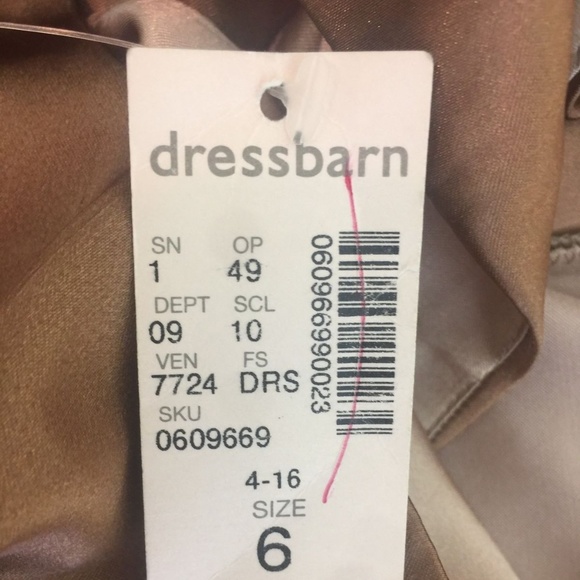 dressbarn
SN OP
1 49
DEPT SCL
09 10
VEN FS
7724 DRS
SKU
0609669
060966990023
4-16
SIZE
6